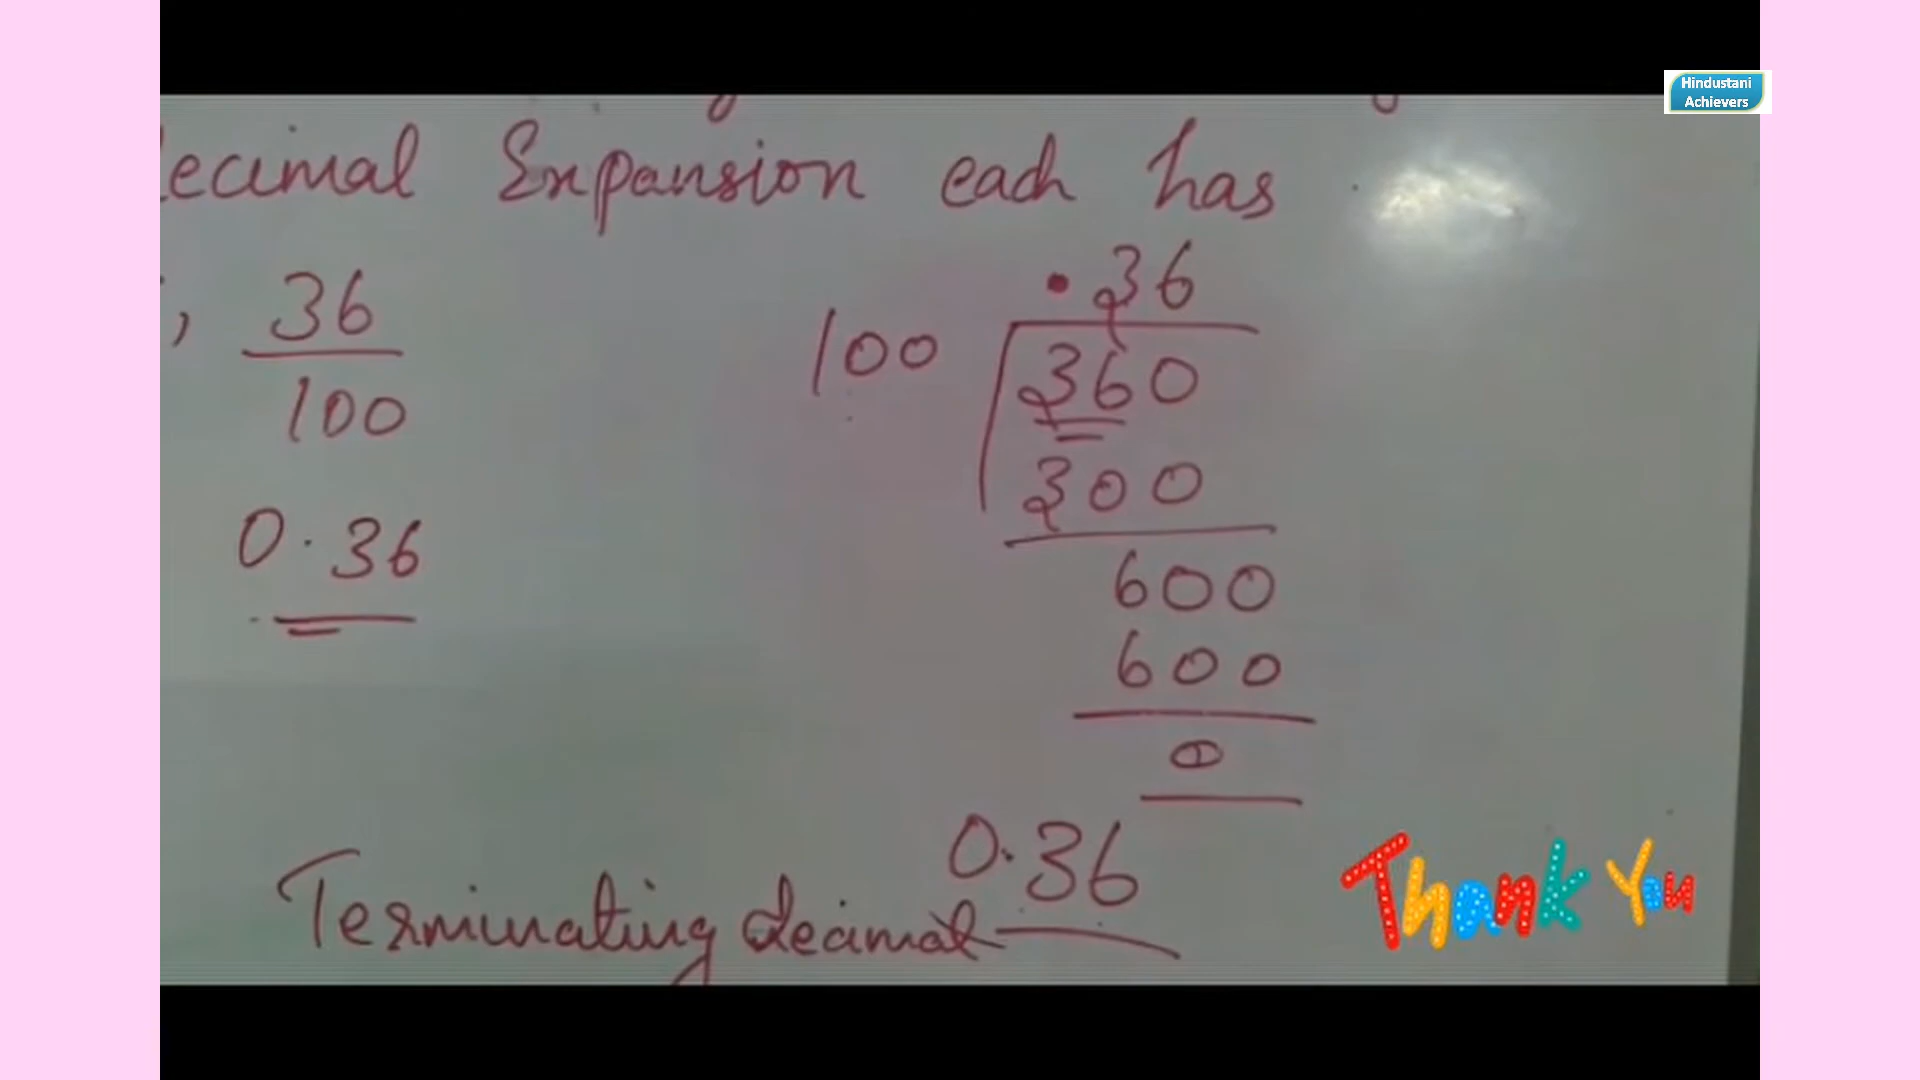 Hindustani
Achievers
ecimal Expansion each has
, 36
100
0.36
.36
100 360
300
600
600
0
0.36
Terminating decimal
Thank You